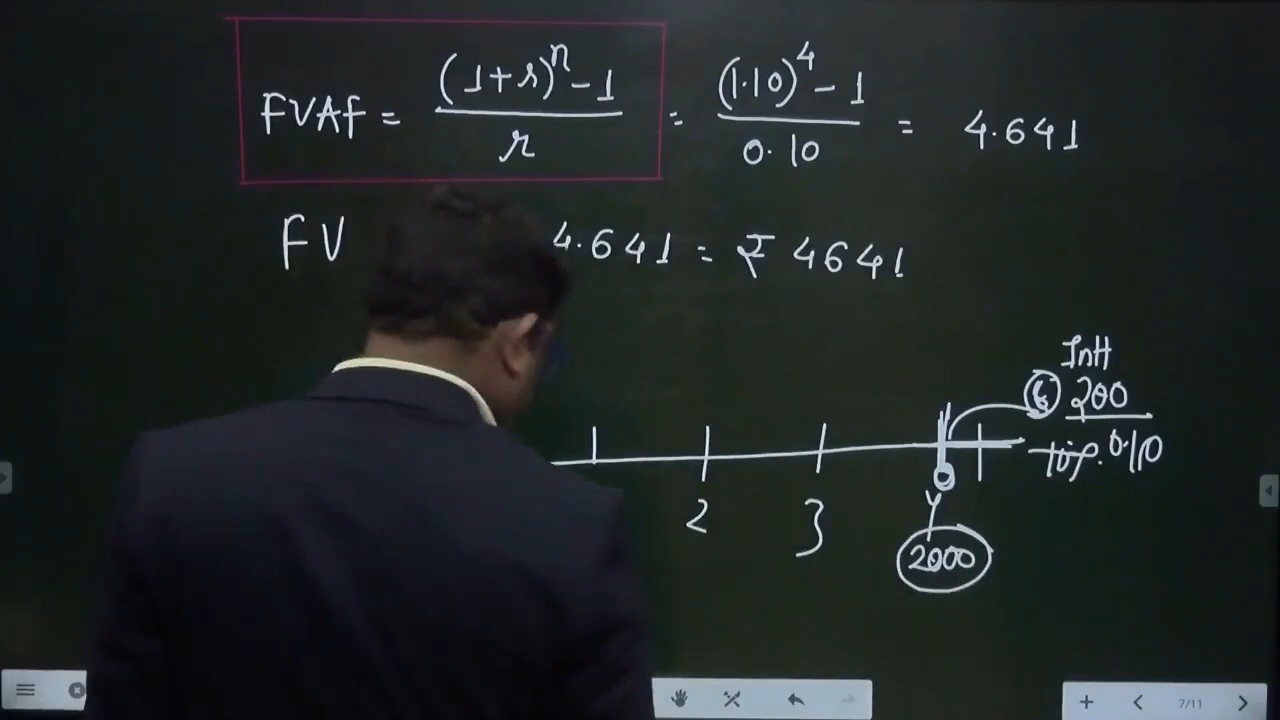 FVAF = (1+r)^n - 1 / r = (1.10)^4 - 1 / 0.10 = 4.641
FV 4.641 = ₹ 4641
200
10%. 0.10
2 3 4
2000
7/11